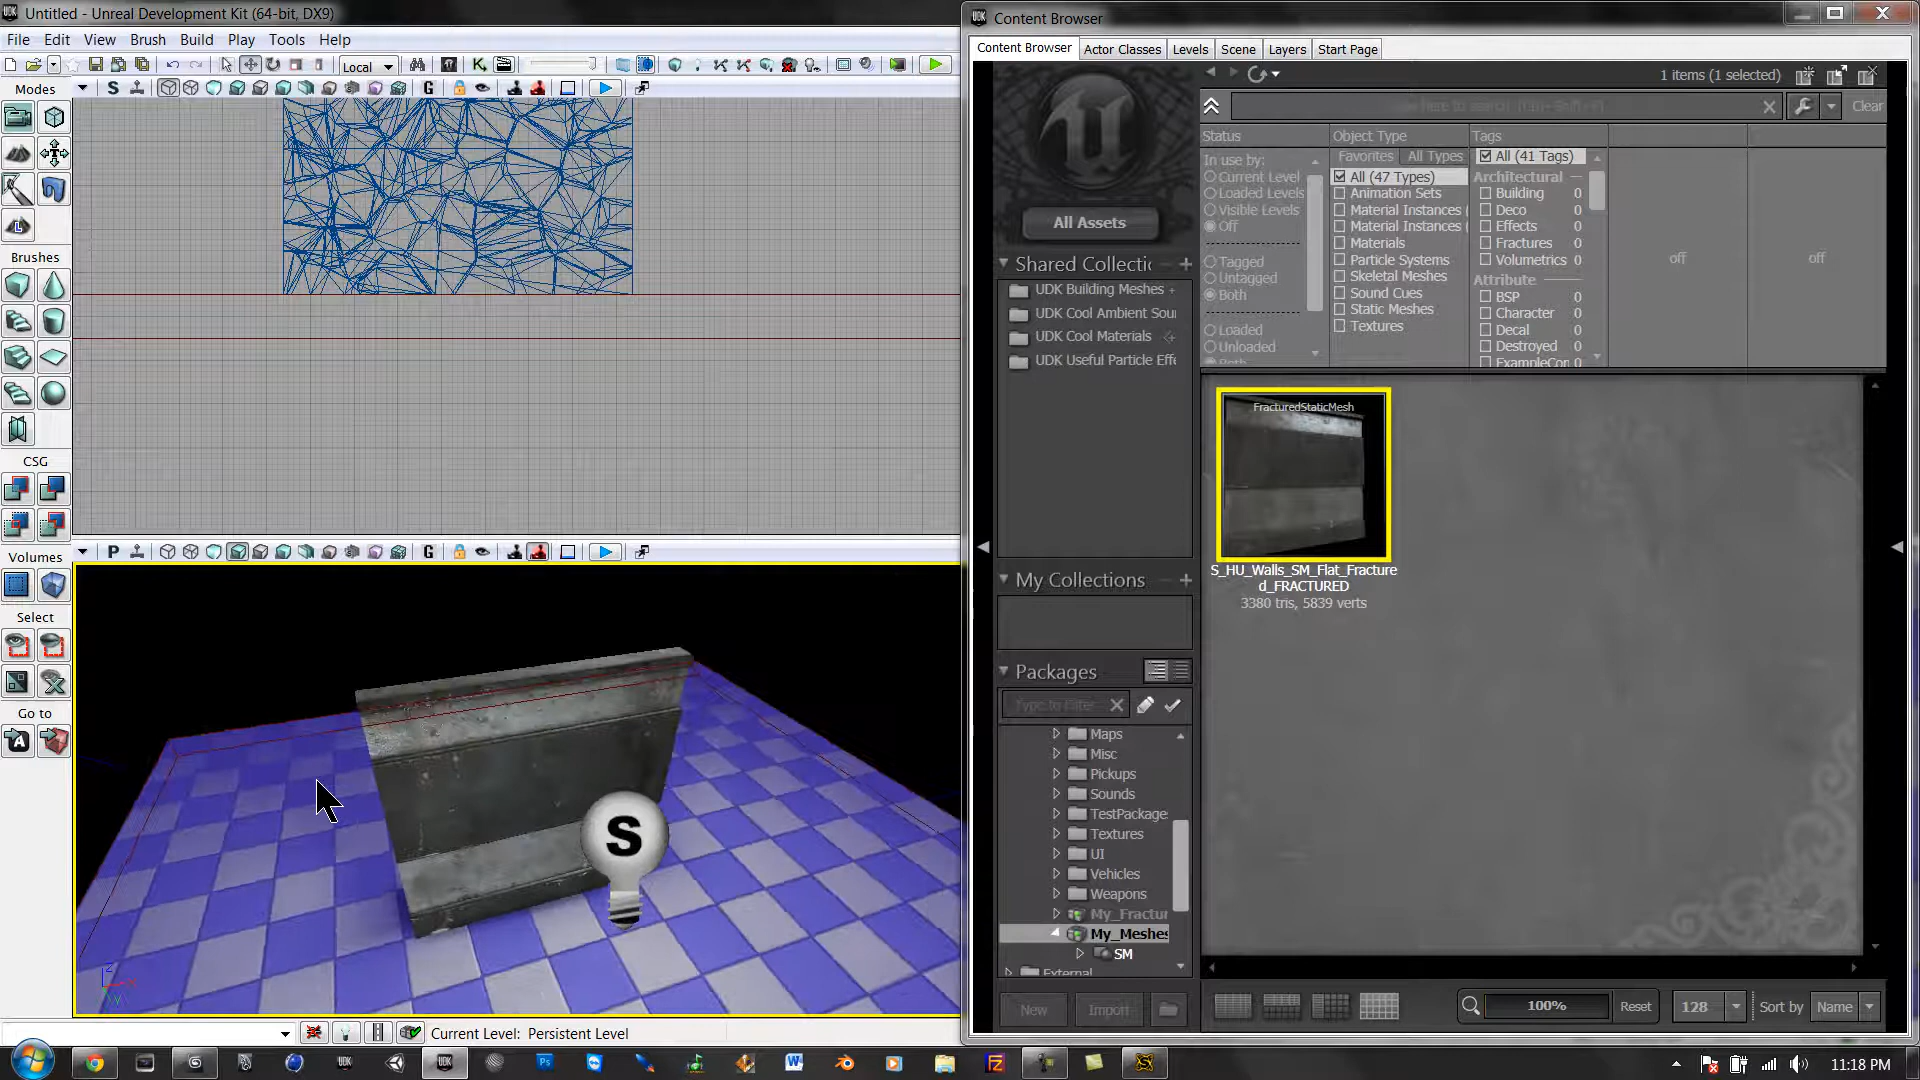 Untitled - Unreal Development Kit (64-bit, DX9)
File Edit View Brush Build Play Tools Help
Local
Modes
S
G
Brushes
CSG
Volumes
P
G
Select
Go to
S
Current Level: Persistent Level
Content Browser
Content Browser Actor Classes Levels Scene Layers Start Page
1 items (1 selected)
Clear
All Assets
Shared Collectic
UDK Building Meshes
UDK Cool Ambient Sou
UDK Cool Materials
UDK Useful Particle Effe
My Collections
Packages
Type to Filter
Maps
Misc
Pickups
Sounds
TestPackage
Textures
UI
Vehicles
Weapons
My_Fractur
My_Meshes
SM
External
New Import
Status
In use by:
Current Level
Loaded Levels
Visible Levels
Off
Tagged
Untagged
Both
Loaded
Unloaded
Both
Object Type
Favorites All Types
All (47 Types)
Animation Sets
Material Instances (
Material Instances (
Materials
Particle Systems
Skeletal Meshes
Sound Cues
Static Meshes
Textures
Tags
All (41 Tags)
Architectural
Building 0
Deco 0
Effects 0
Fractures 0
Volumetrics 0
Attribute
BSP 0
Character 0
Decal 0
Destroyed 0
ExampleCon 0
off
off
FracturedStaticMesh
S_HU_Walls_SM_Flat_Fracture
d_FRACTURED
3380 tris, 5839 verts
100% Reset 128 Sort by Name
11:18 PM